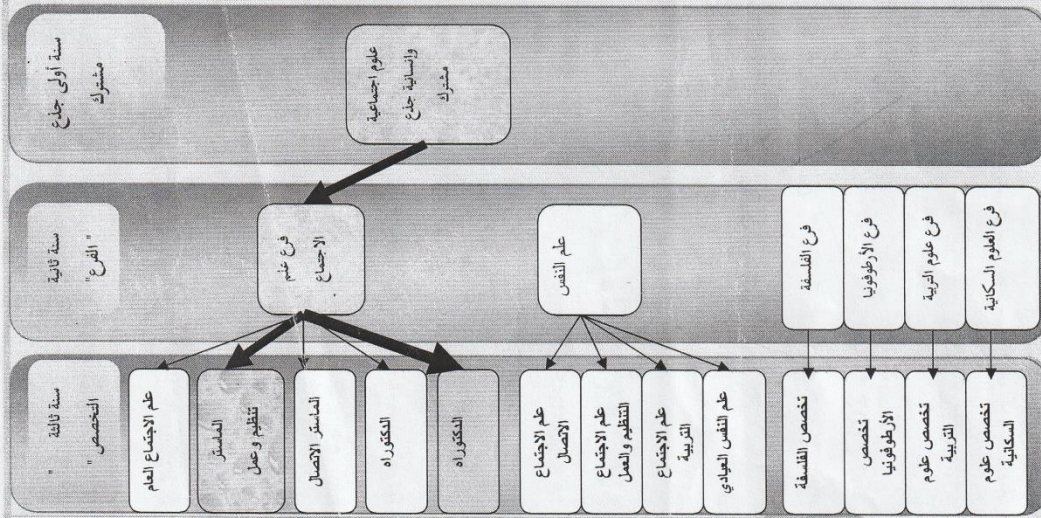 سنة أولى جذع
مشترك
علوم اجتماعية
وإنسانية جذع
مشترك
سنة ثانية
" الفرع "
فرع علم
الاجتماع
علم النفس
فرع الفلسفة
فرع الأرطوفونيا
فرع علوم التربية
فرع العلوم السكانية
سنة ثالثة
" التخصص "
علم الاجتماع العام
الماستر
تنظيم و عمل
الماستر الاتصال
الدكتوراه
الدكتوراه
علم الاجتماع
الاتصال
علم الاجتماع
التنظيم والعمل
علم الاجتماع
التربية
علم النفس العيادي
تخصص الفلسفة
تخصص
الأرطوفونيا
تخصص علوم
التربية
تخصص علوم
السكانية